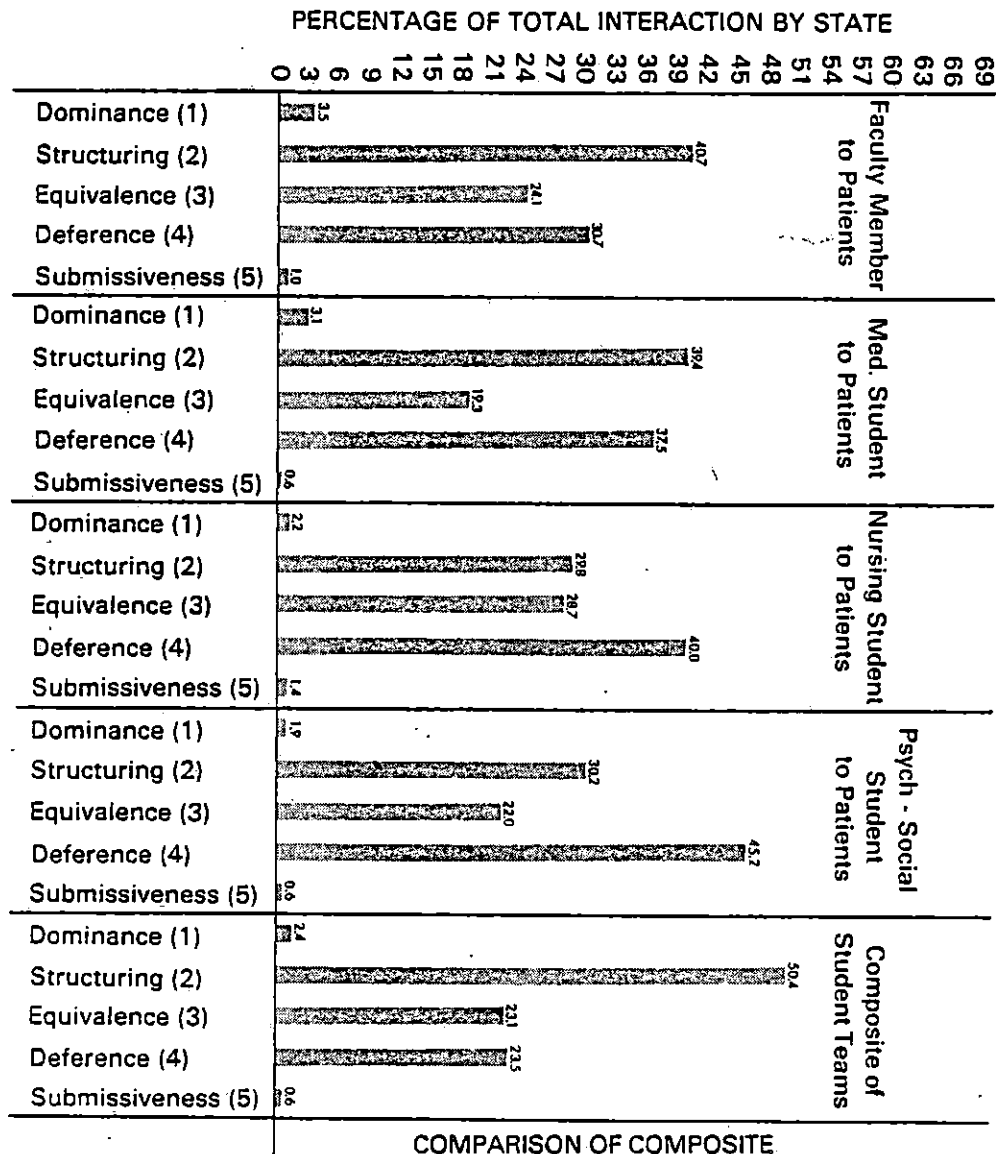 PERCENTAGE OF TOTAL INTERACTION BY STATE
0 3 6 9 12 15 18 21 24 27 30 33 36 39 42 45 48 51 54 57 60 63 66 69
Faculty Member
to Patients
Dominance (1) 3.5
Structuring (2) 40.7
Equivalence (3) 24.1
Deference (4) 30.7
Submissiveness (5) 1.0
Med. Student
to Patients
Dominance (1) 3.1
Structuring (2) 39.4
Equivalence (3) 19.3
Deference (4) 37.5
Submissiveness (5) 0.6
Nursing Student
to Patients
Dominance (1) 2.2
Structuring (2) 29.8
Equivalence (3) 28.7
Deference (4) 40.0
Submissiveness (5) 1.4
Psych - Social
Student
to Patients
Dominance (1) 1.9
Structuring (2)
Equivalence (3) 22.0
Deference (4)
Submissiveness (5) 0.6
Composite of
Student Teams
Dominance (1) 2.4
Structuring (2) 50.4
Equivalence (3) 23.1
Deference (4) 23.5
Submissiveness (5) 0.6
COMPARISON OF COMPOSITE